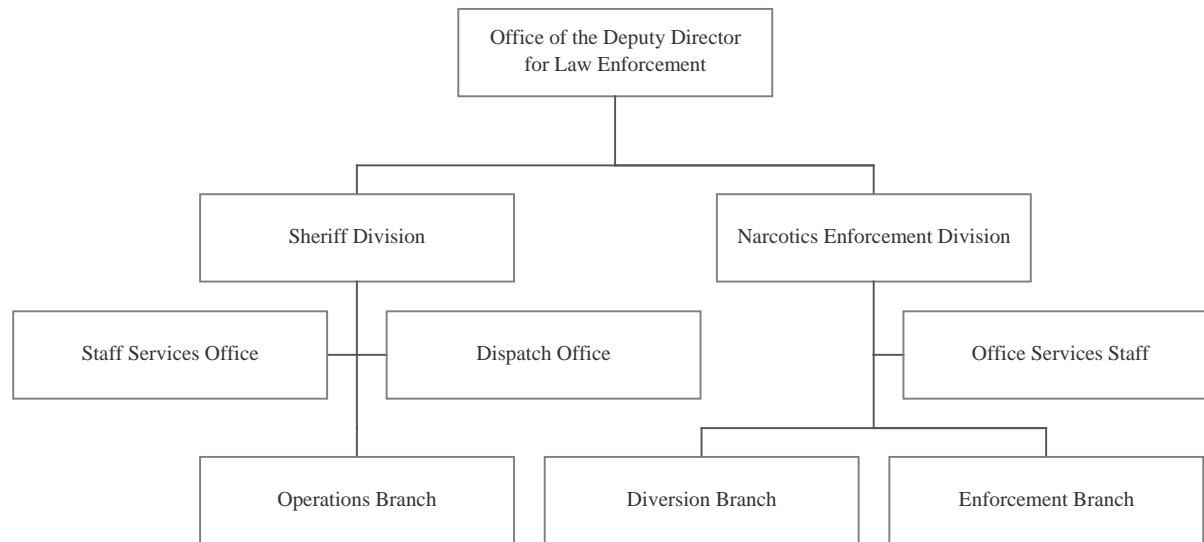 Office of the Deputy Director
for Law Enforcement
Sheriff Division
Narcotics Enforcement Division
Staff Services Office
Dispatch Office
Office Services Staff
Operations Branch
Diversion Branch
Enforcement Branch